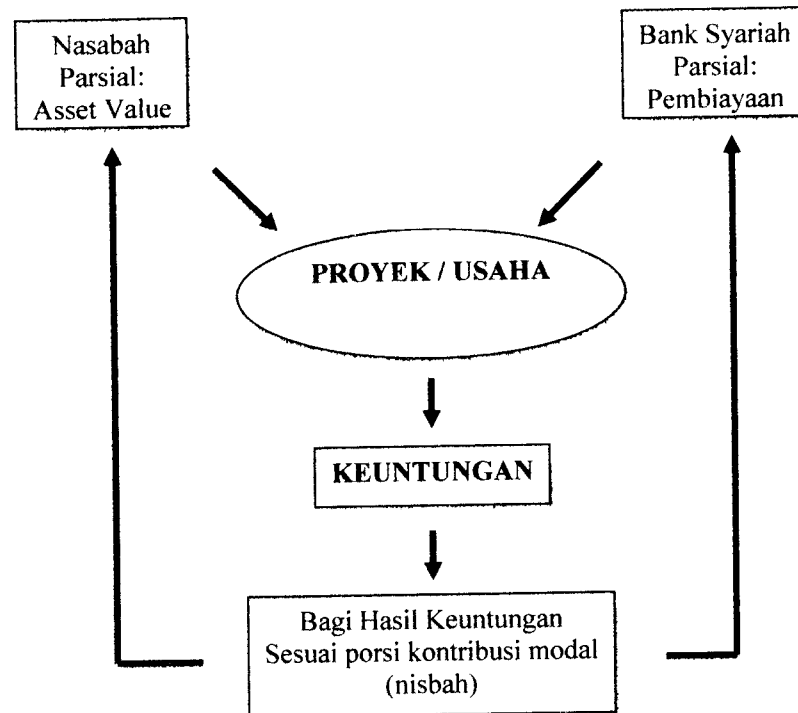 Nasabah
Parsial:
Asset Value
Bank Syariah
Parsial:
Pembiayaan
PROYEK / USAHA
KEUNTUNGAN
Bagi Hasil Keuntungan
Sesuai porsi kontribusi modal
(nisbah)